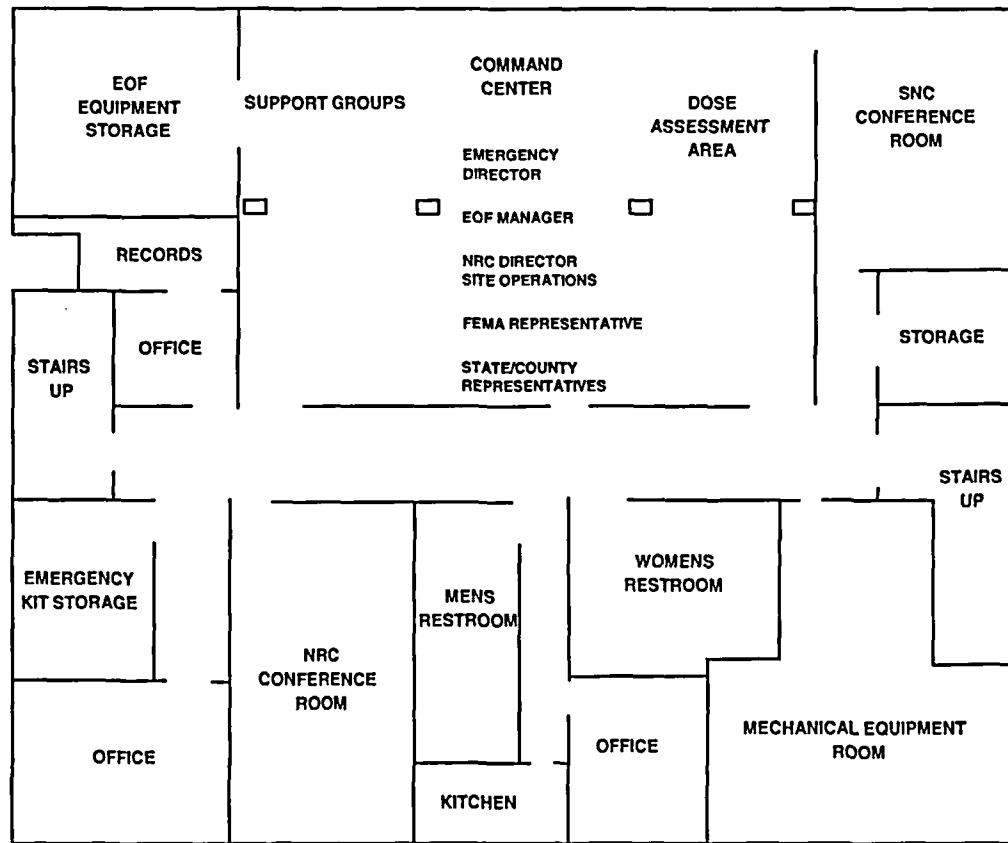 EOF
EQUIPMENT
STORAGE
SUPPORT GROUPS
COMMAND
CENTER
DOSE
ASSESSMENT
AREA
SNC
CONFERENCE
ROOM
EMERGENCY
DIRECTOR
EOF MANAGER
NRC DIRECTOR
SITE OPERATIONS
FEMA REPRESENTATIVE
STATE/COUNTY
REPRESENTATIVES
RECORDS
OFFICE
STAIRS
UP
STORAGE
STAIRS
UP
EMERGENCY
KIT STORAGE
NRC
CONFERENCE
ROOM
MENS
RESTROOM
WOMENS
RESTROOM
OFFICE
KITCHEN
OFFICE
MECHANICAL EQUIPMENT
ROOM